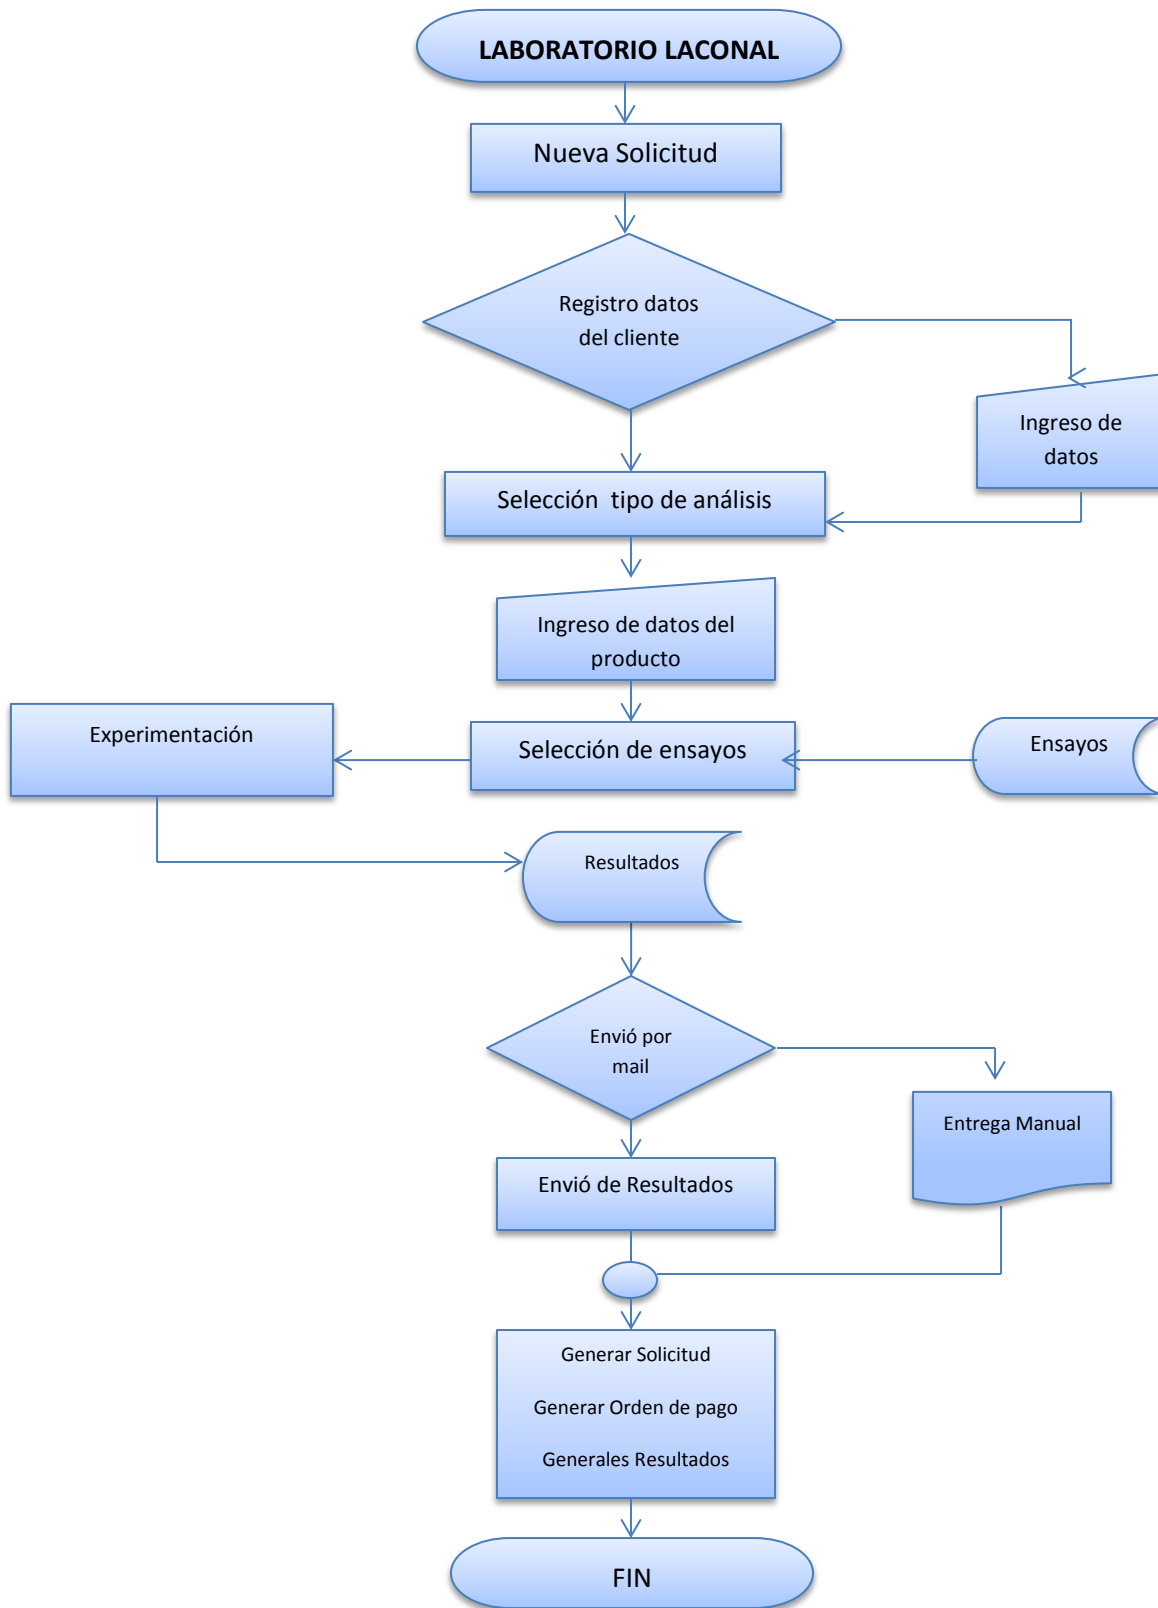 LABORATORIO LACONAL
Nueva Solicitud
Registro datos
del cliente
Ingreso de
datos
Selección  tipo de análisis
Ingreso de datos del
producto
Experimentación
Selección de ensayos
Ensayos
Resultados
Envió por
mail
Entrega Manual
Envió de Resultados
Generar Solicitud
Generar Orden de pago
Generales Resultados
FIN